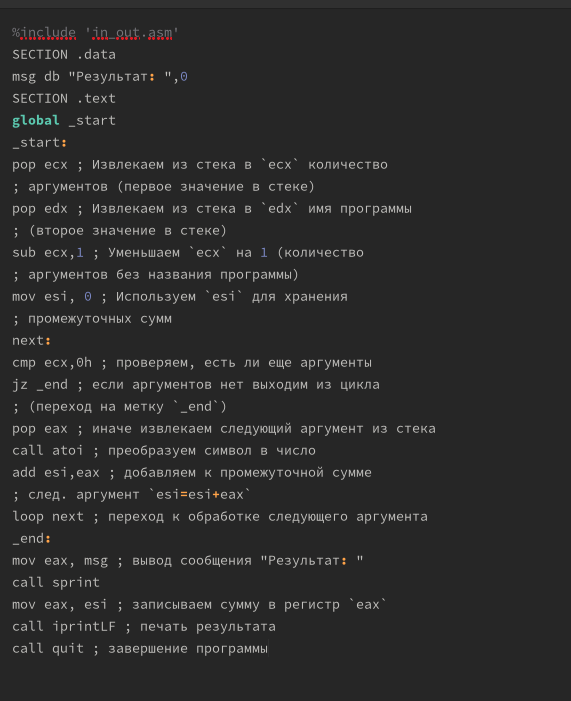 %include 'in_out.asm'
SECTION .data
msg db "Результат: ",0
SECTION .text
global _start
_start:
pop ecx ; Извлекаем из стека в `ecx` количество
; аргументов (первое значение в стеке)
pop edx ; Извлекаем из стека в `edx` имя программы
; (второе значение в стеке)
sub ecx,1 ; Уменьшаем `ecx` на 1 (количество
; аргументов без названия программы)
mov esi, 0 ; Используем `esi` для хранения
; промежуточных сумм
next:
cmp ecx,0h ; проверяем, есть ли еще аргументы
jz _end ; если аргументов нет выходим из цикла
; (переход на метку `_end`)
pop eax ; иначе извлекаем следующий аргумент из стека
call atoi ; преобразуем символ в число
add esi,eax ; добавляем к промежуточной сумме
; след. аргумент `esi=esi+eax`
loop next ; переход к обработке следующего аргумента
_end:
mov eax, msg ; вывод сообщения "Результат: "
call sprint
mov eax, esi ; записываем сумму в регистр `eax`
call iprintLF ; печать результата
call quit ; завершение программы